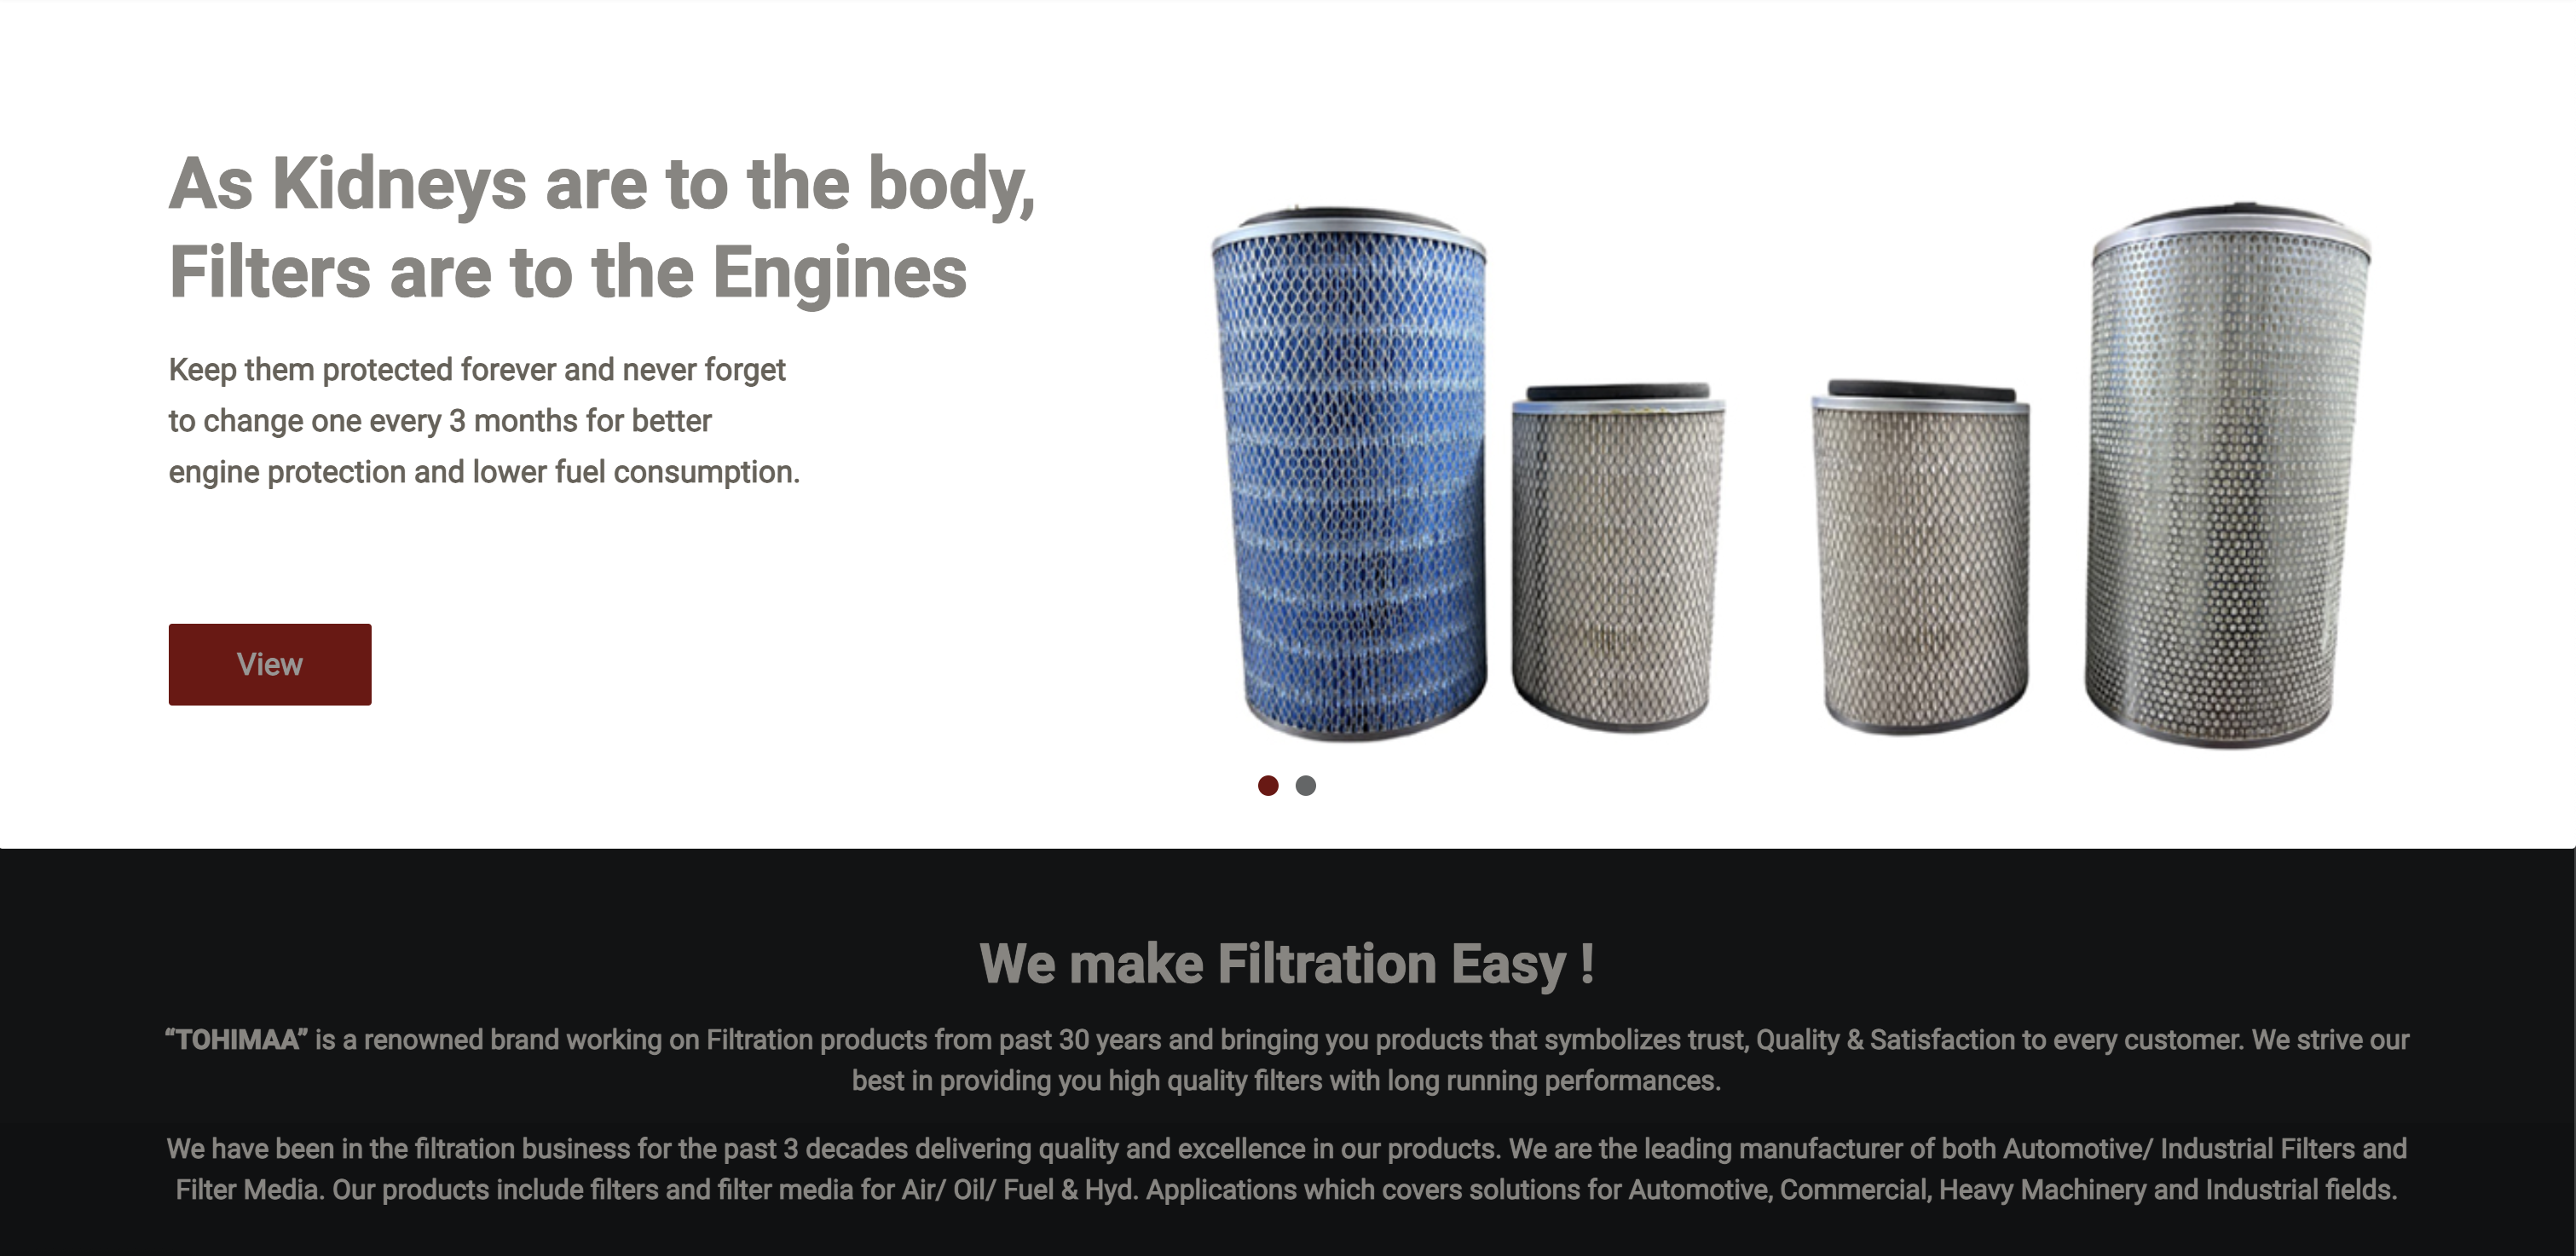 As Kidneys are to the body,
Filters are to the Engines
Keep them protected forever and never forget
to change one every 3 months for better
engine protection and lower fuel consumption.
View
We make Filtration Easy !
“TOHIMAA” is a renowned brand working on Filtration products from past 30 years and bringing you products that symbolizes trust, Quality & Satisfaction to every customer. We strive our
best in providing you high quality filters with long running performances.
We have been in the filtration business for the past 3 decades delivering quality and excellence in our products. We are the leading manufacturer of both Automotive/ Industrial Filters and
Filter Media. Our products include filters and filter media for Air/ Oil/ Fuel & Hyd. Applications which covers solutions for Automotive, Commercial, Heavy Machinery and Industrial fields.